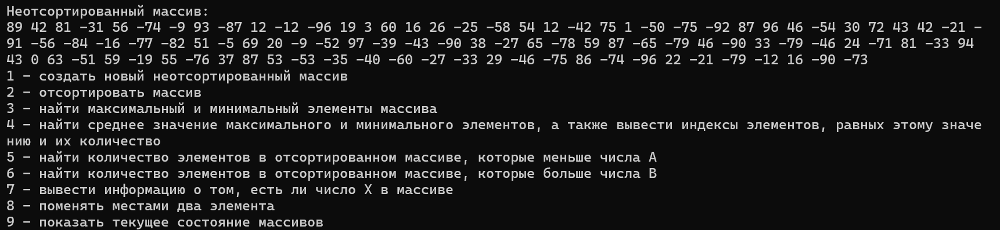 Неотсортированный массив:
89 42 81 -31 56 -74 -9 93 -87 12 -12 -96 19 3 60 16 26 -25 -58 54 12 -42 75 1 -50 -75 -92 87 96 46 -54 30 72 43 42 -21 -
91 -56 -84 -16 -77 -82 51 -5 69 20 -9 -52 97 -39 -43 -90 38 -27 65 -78 59 87 -65 -79 46 -90 33 -79 -46 24 -71 81 -33 94
43 0 63 -51 59 -19 55 -76 37 87 53 -53 -35 -40 -60 -27 -33 29 -46 -75 86 -74 -96 22 -21 -79 -12 16 -90 -73
1 - создать новый неотсортированный массив
2 - отсортировать массив
3 - найти максимальный и минимальный элементы массива
4 - найти среднее значение максимального и минимального элементов, а также вывести индексы элементов, равных этому значе
нию и их количество
5 - найти количество элементов в отсортированном массиве, которые меньше числа A
6 - найти количество элементов в отсортированном массиве, которые больше числа B
7 - вывести информацию о том, есть ли число X в массиве
8 - поменять местами два элемента
9 - показать текущее состояние массивов